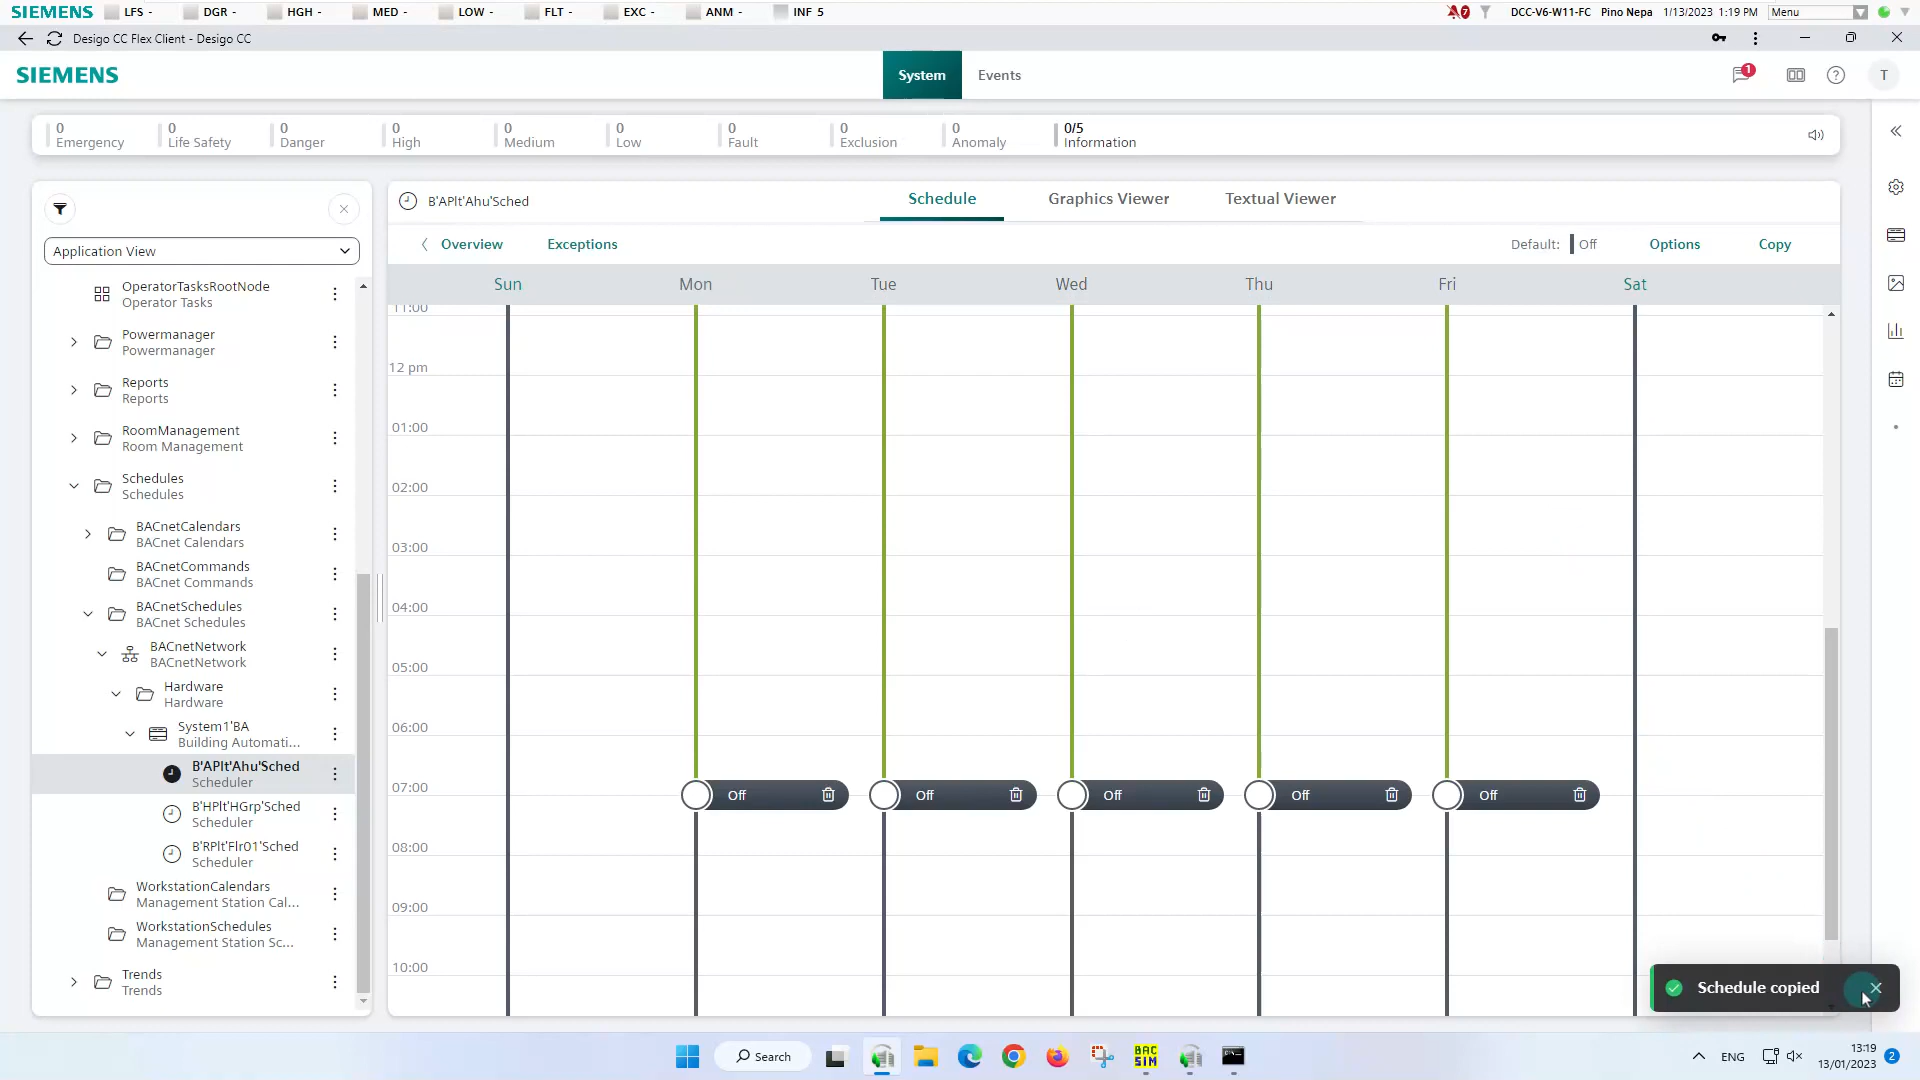 SIEMENS LFS - DGR - HGH - MED - LOW - FLT - EXC - ANM - INF 5 7 DCC-V6-W11-FC Pino Nepa 1/13/2023 1:19 PM Menu
Desigo CC Flex Client - Desigo CC
SIEMENS System Events 1 T
0 0 0 0 0 0 0 0 0 0/5
Emergency Life Safety Danger High Medium Low Fault Exclusion Anomaly Information
B'APlt'Ahu'Sched Schedule Graphics Viewer Textual Viewer
Application View
Overview Exceptions Default: Off Options Copy
Sun Mon Tue Wed Thu Fri Sat
OperatorTasksRootNode
Operator Tasks
Powermanager
Powermanager
Reports
Reports
RoomManagement
Room Management
Schedules
Schedules
BACnetCalendars
BACnet Calendars
BACnetCommands
BACnet Commands
BACnetSchedules
BACnet Schedules
BACnetNetwork
BACnetNetwork
Hardware
Hardware
System1'BA
Building Automati...
B'APlt'Ahu'Sched
Scheduler
B'HPlt'HGrp'Sched
Scheduler
B'RPlt'Flr01'Sched
Scheduler
WorkstationCalendars
Management Station Cal...
WorkstationSchedules
Management Station Sc...
Trends
Trends
11:00
12 pm
01:00
02:00
03:00
04:00
05:00
06:00
07:00 Off Off Off Off Off
08:00
09:00
10:00
Schedule copied
Search BAC SIM ENG 13:19 2
13/01/2023